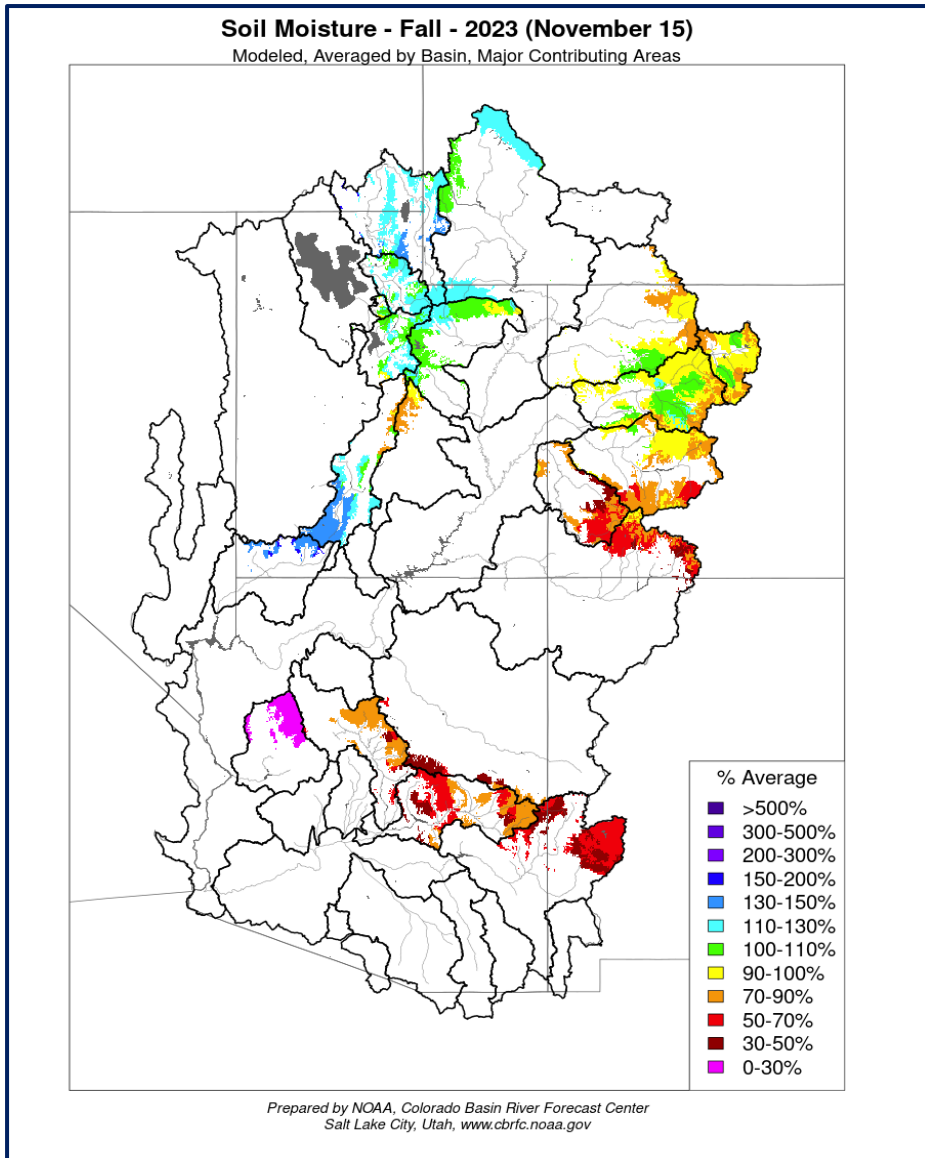 Soil Moisture - Fall - 2023 (November 15)
Modeled, Averaged by Basin, Major Contributing Areas
% Average
>500%
300-500%
200-300%
150-200%
130-150%
110-130%
100-110%
90-100%
70-90%
50-70%
30-50%
0-30%
Prepared by NOAA, Colorado Basin River Forecast Center
Salt Lake City, Utah, www.cbrfc.noaa.gov